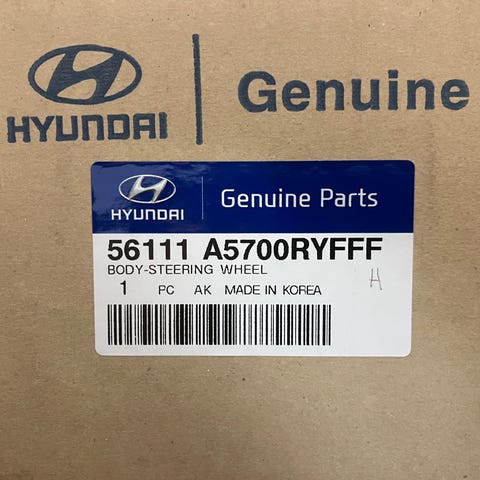 HYUNDAI
Genuine
HYUNDAI
Genuine Parts
56111 A5700RYFFF
BODY-STEERING WHEEL
1 PC AK MADE IN KOREA
H